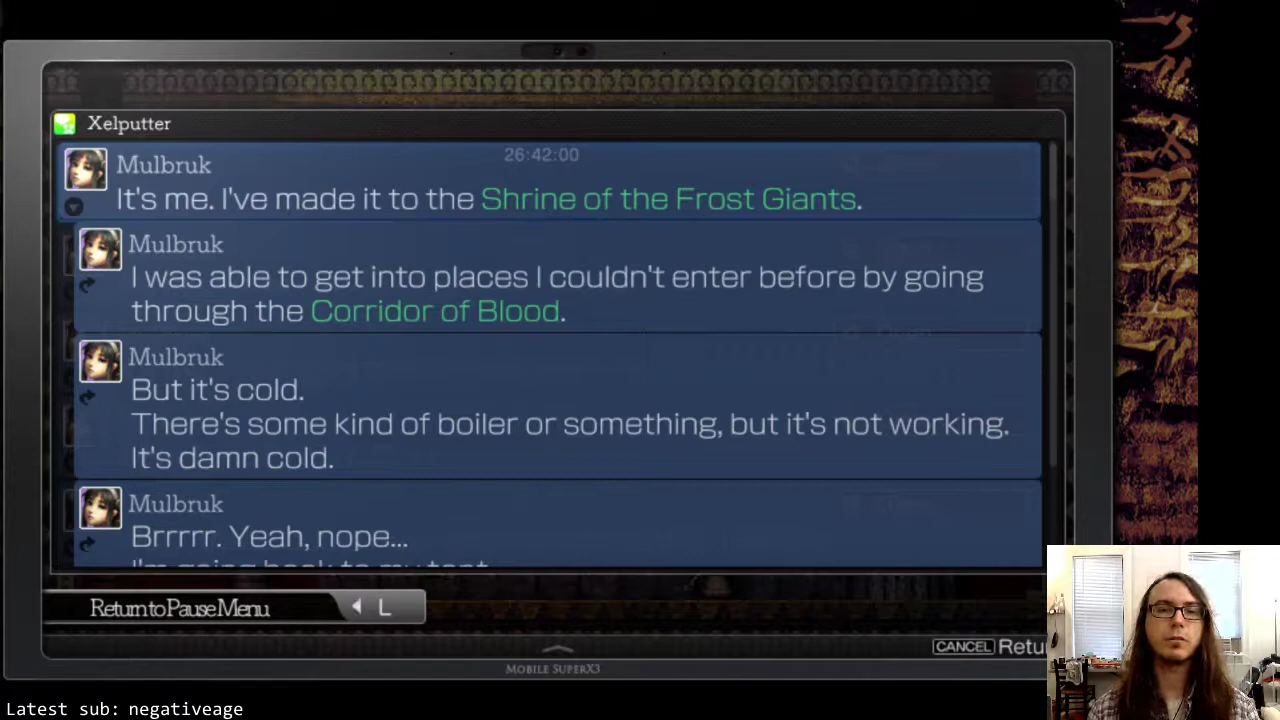 Xelputter
Mulbruk
26:42:00
It's me. I've made it to the Shrine of the Frost Giants.
Mulbruk
I was able to get into places I couldn't enter before by going
through the Corridor of Blood.
Mulbruk
But it's cold.
There's some kind of boiler or something, but it's not working.
It's damn cold.
Mulbruk
Brrrrr. Yeah, nope...
Return to Pause Menu
CANCEL Retu
MOBILE SUPERX3
Latest sub: negativeage